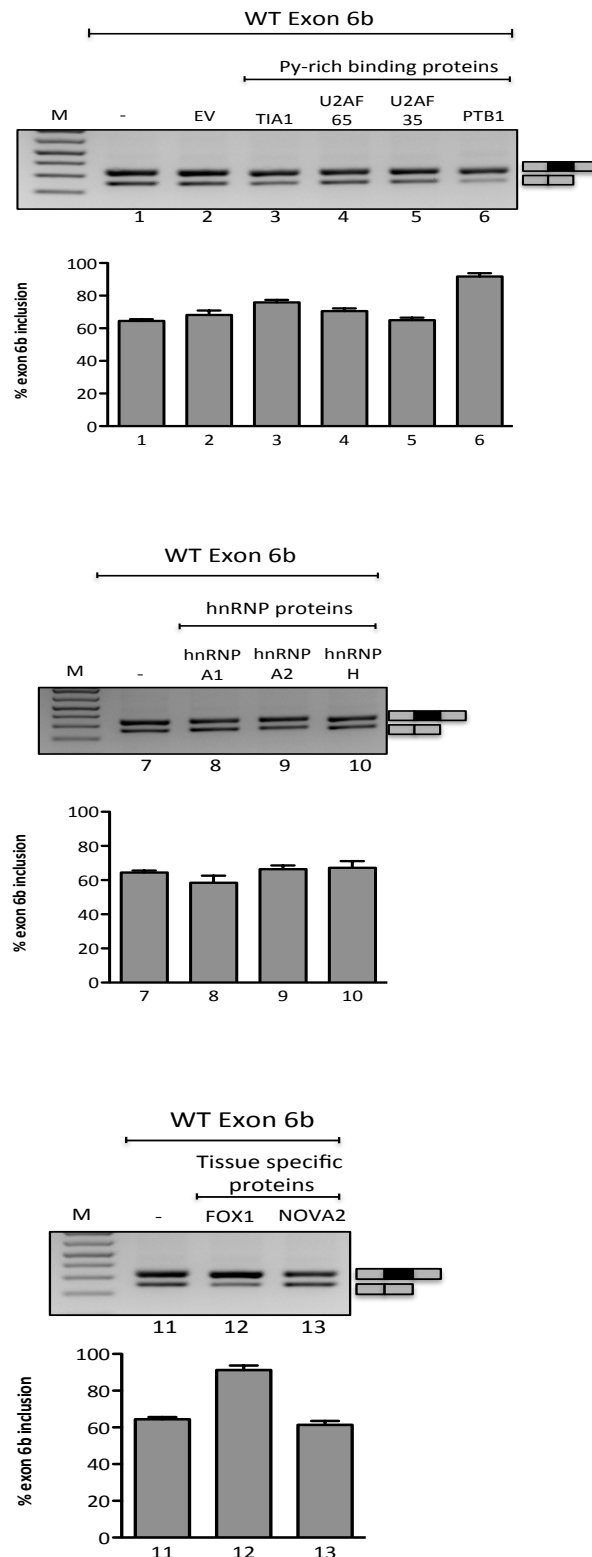 WT Exon 6b
Py-rich binding proteins
M - EV TIA1 U2AF 65 U2AF 35 PTB1
1 2 3 4 5 6
% exon 6b inclusion
100
80
60
40
20
0
1 2 3 4 5 6
WT Exon 6b
hnRNP proteins
M - hnRNP A1 hnRNP A2 hnRNP H
7 8 9 10
% exon 6b inclusion
100
80
60
40
20
0
7 8 9 10
WT Exon 6b
Tissue specific
proteins
M - FOX1 NOVA2
11 12 13
% exon 6b inclusion
100
80
60
40
20
0
11 12 13